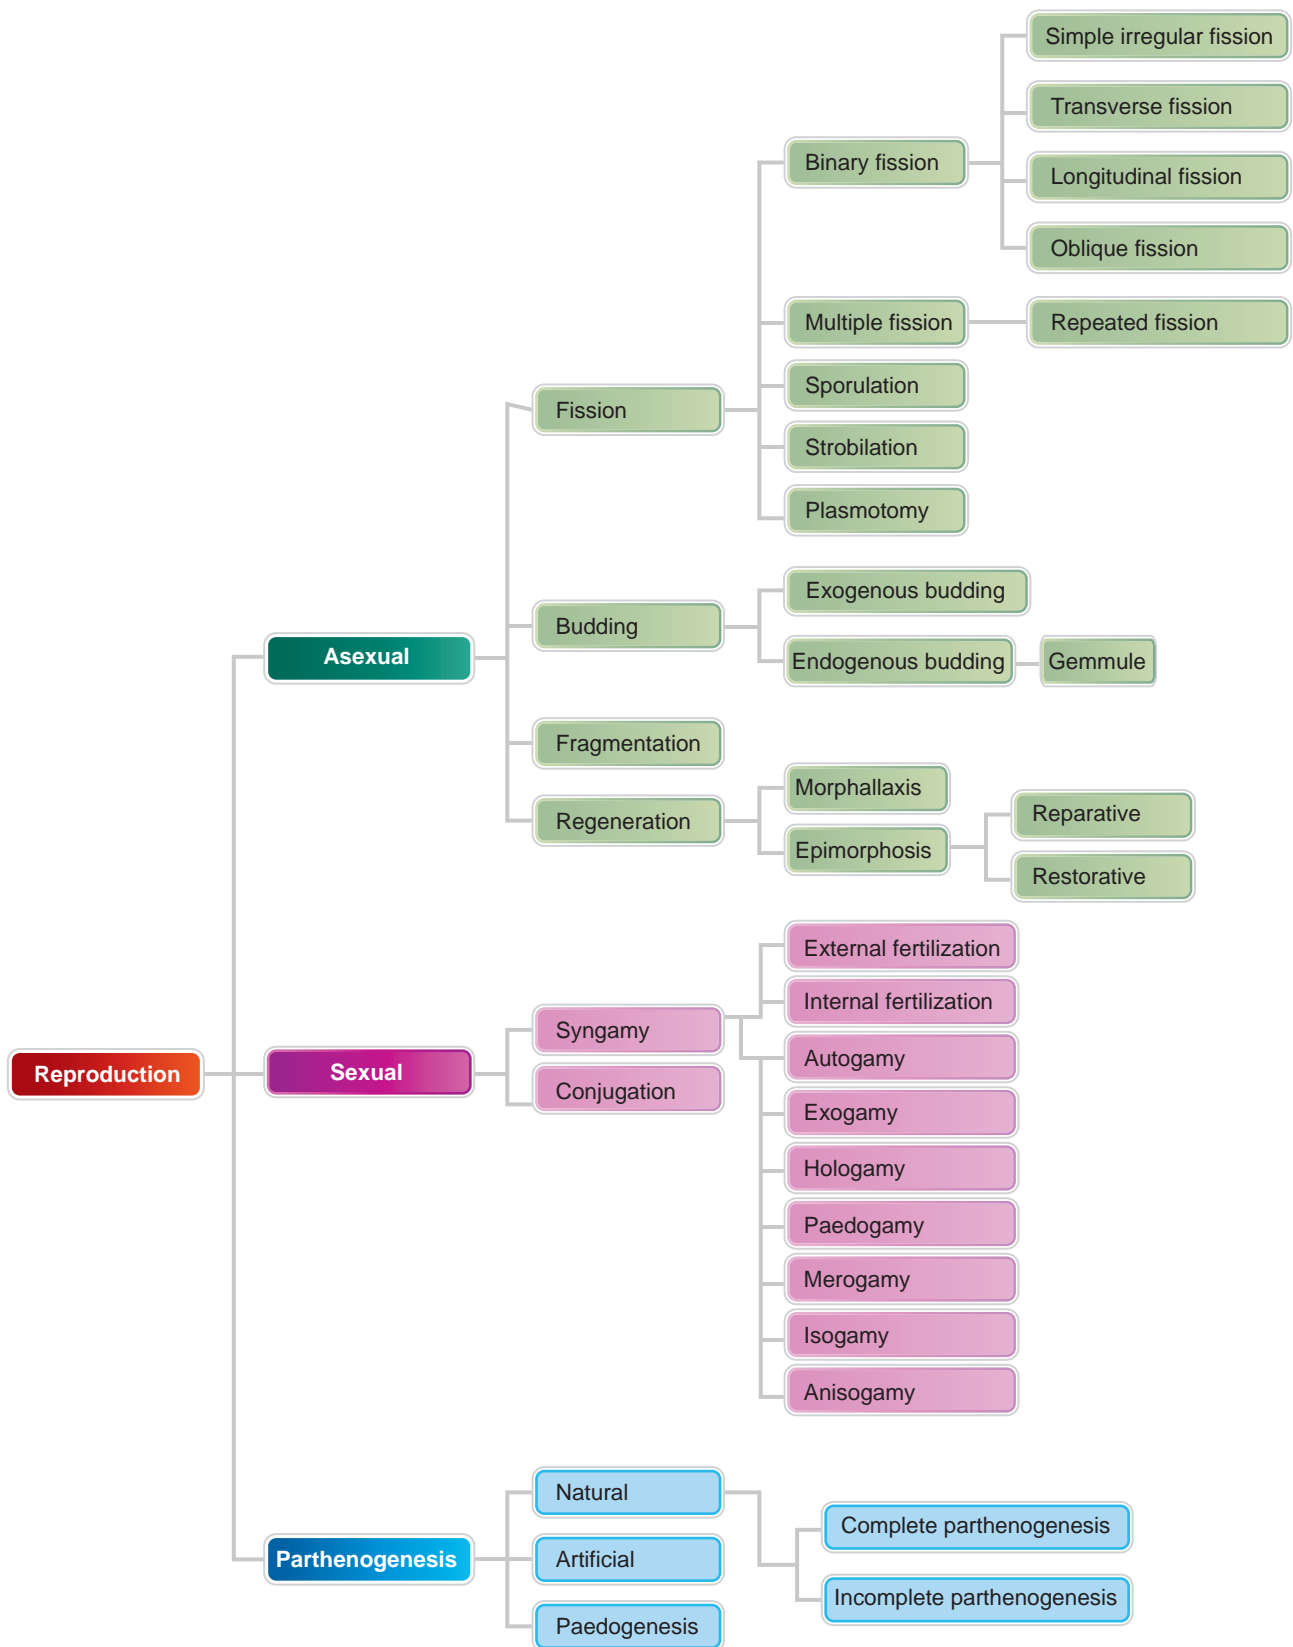 Simple irregular fission
Transverse fission
Binary fission
Longitudinal fission
Oblique fission
Multiple fission
Repeated fission
Sporulation
Fission
Strobilation
Plasmotomy
Exogenous budding
Budding
Asexual
Endogenous budding
Gemmule
Fragmentation
Morphallaxis
Regeneration
Reparative
Epimorphosis
Restorative
External fertilization
Internal fertilization
Syngamy
Autogamy
Reproduction
Sexual
Conjugation
Exogamy
Hologamy
Paedogamy
Merogamy
Isogamy
Anisogamy
Natural
Complete parthenogenesis
Parthenogenesis
Artificial
Incomplete parthenogenesis
Paedogenesis